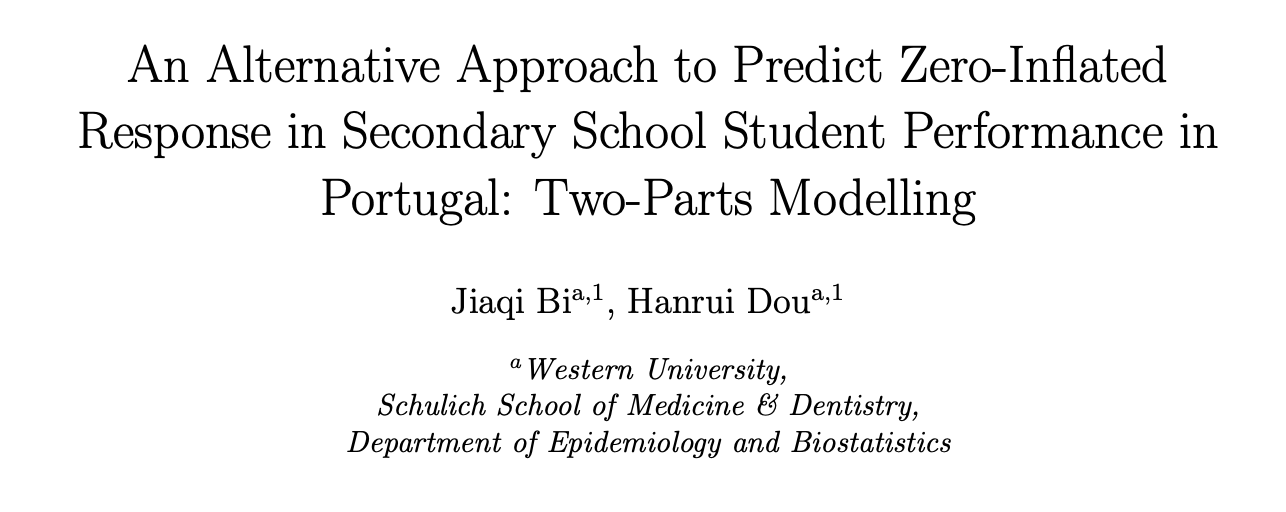 An Alternative Approach to Predict Zero-Inflated
Response in Secondary School Student Performance in
Portugal: Two-Parts Modelling
Jiaqi Biᵃ,¹, Hanrui Douᵃ,¹
ᵃWestern University,
Schulich School of Medicine & Dentistry,
Department of Epidemiology and Biostatistics